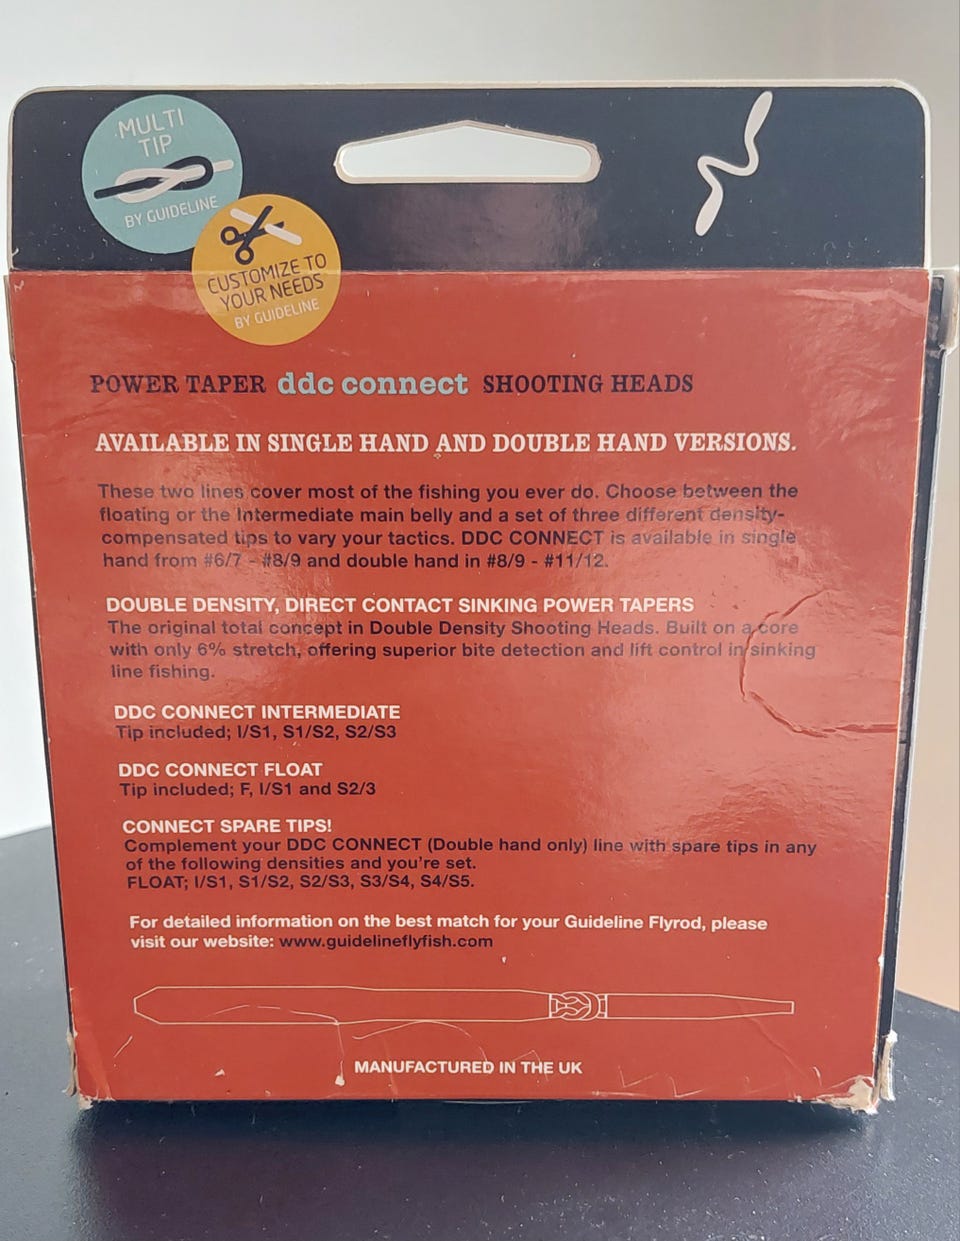 MULTI
TIP
BY GUIDELINE
CUSTOMIZE TO
YOUR NEEDS
BY GUIDELINE
POWER TAPER ddc connect SHOOTING HEADS
AVAILABLE IN SINGLE HAND AND DOUBLE HAND VERSIONS.
These two lines cover most of the fishing you ever do. Choose between the
floating or the Intermediate main belly and a set of three different density-
compensated tips to vary your tactics. DDC CONNECT is available in single
hand from #6/7 - #8/9 and double hand in #8/9 - #11/12.
DOUBLE DENSITY, DIRECT CONTACT SINKING POWER TAPERS
The original total concept in Double Density Shooting Heads. Built on a core
with only 6% stretch, offering superior bite detection and lift control in sinking
line fishing.
DDC CONNECT INTERMEDIATE
Tip included; I/S1, S1/S2, S2/S3
DDC CONNECT FLOAT
Tip included; F, I/S1 and S2/3
CONNECT SPARE TIPS!
Complement your DDC CONNECT (Double hand only) line with spare tips in any
of the following densities and you're set.
FLOAT; I/S1, S1/S2, S2/S3, S3/S4, S4/S5.
For detailed information on the best match for your Guideline Flyrod, please
visit our website: www.guidelineflyfish.com
MANUFACTURED IN THE UK